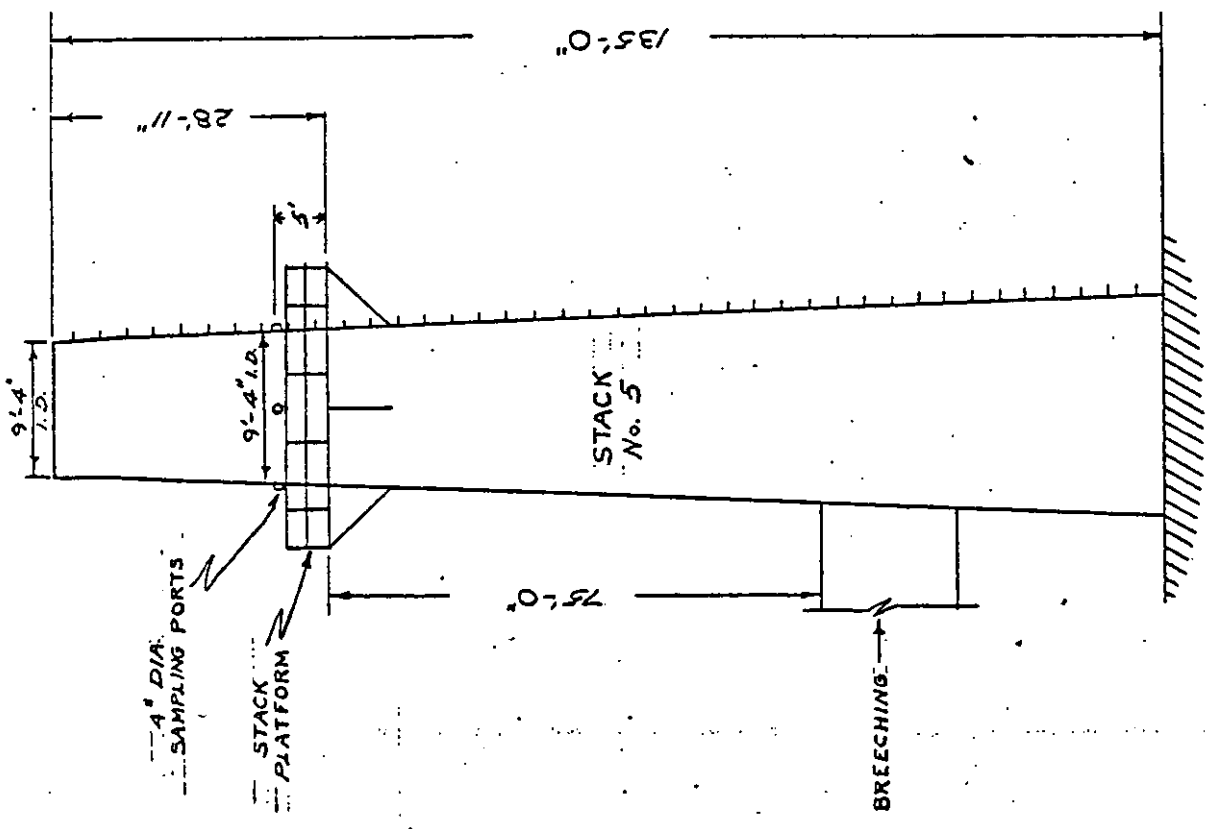 135'-0"
28'-11"
5'
9'-4"
I.D.
9'-4" I.D.
4" DIA.
SAMPLING PORTS
STACK
PLATFORM
STACK
No. 5
75'-0"
BREECHING